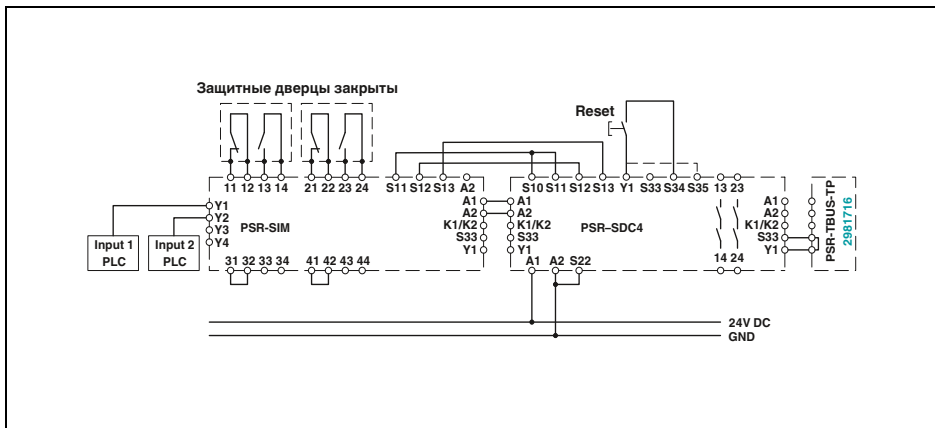 Защитные дверцы закрыты
Reset
11 12 13 14 21 22 23 24 S11 S12 S13 A2 S10 S11 S12 S13 Y1 S33 S34 S35 13 23
Y1
Y2
Y3
Y4
PSR-SIM
A1
A2
K1/K2
S33
Y1
A1
A2
K1/K2
S33
Y1
PSR–SDC4
A1
A2
K1/K2
S33
Y1
PSR-TBUS-TP
2981716
Input 1
PLC
Input 2
PLC
31 32 33 34 41 42 43 44 A1 A2 S22 14 24
24V DC
GND